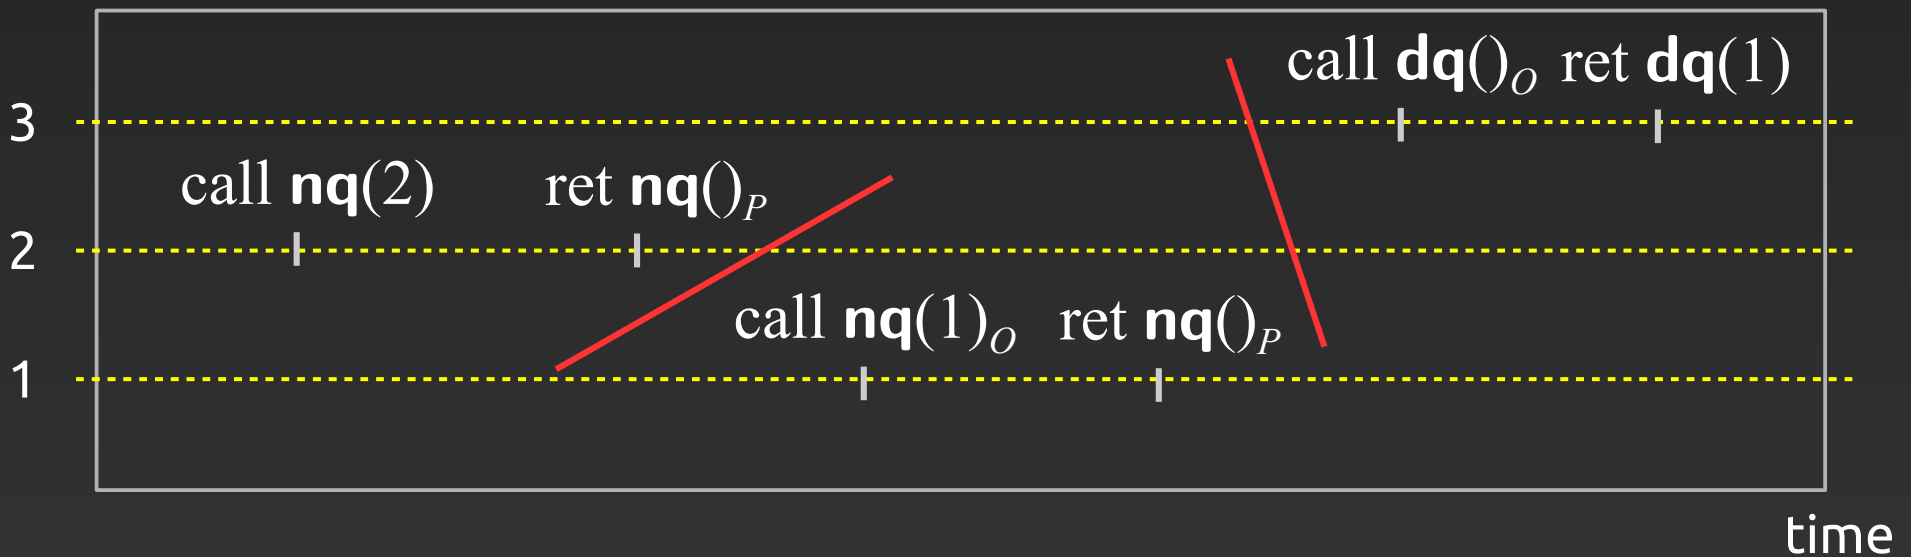 call dq()O ret dq(1)
3
call nq(2) ret nq()P
2
call nq(1)O ret nq()P
1
time